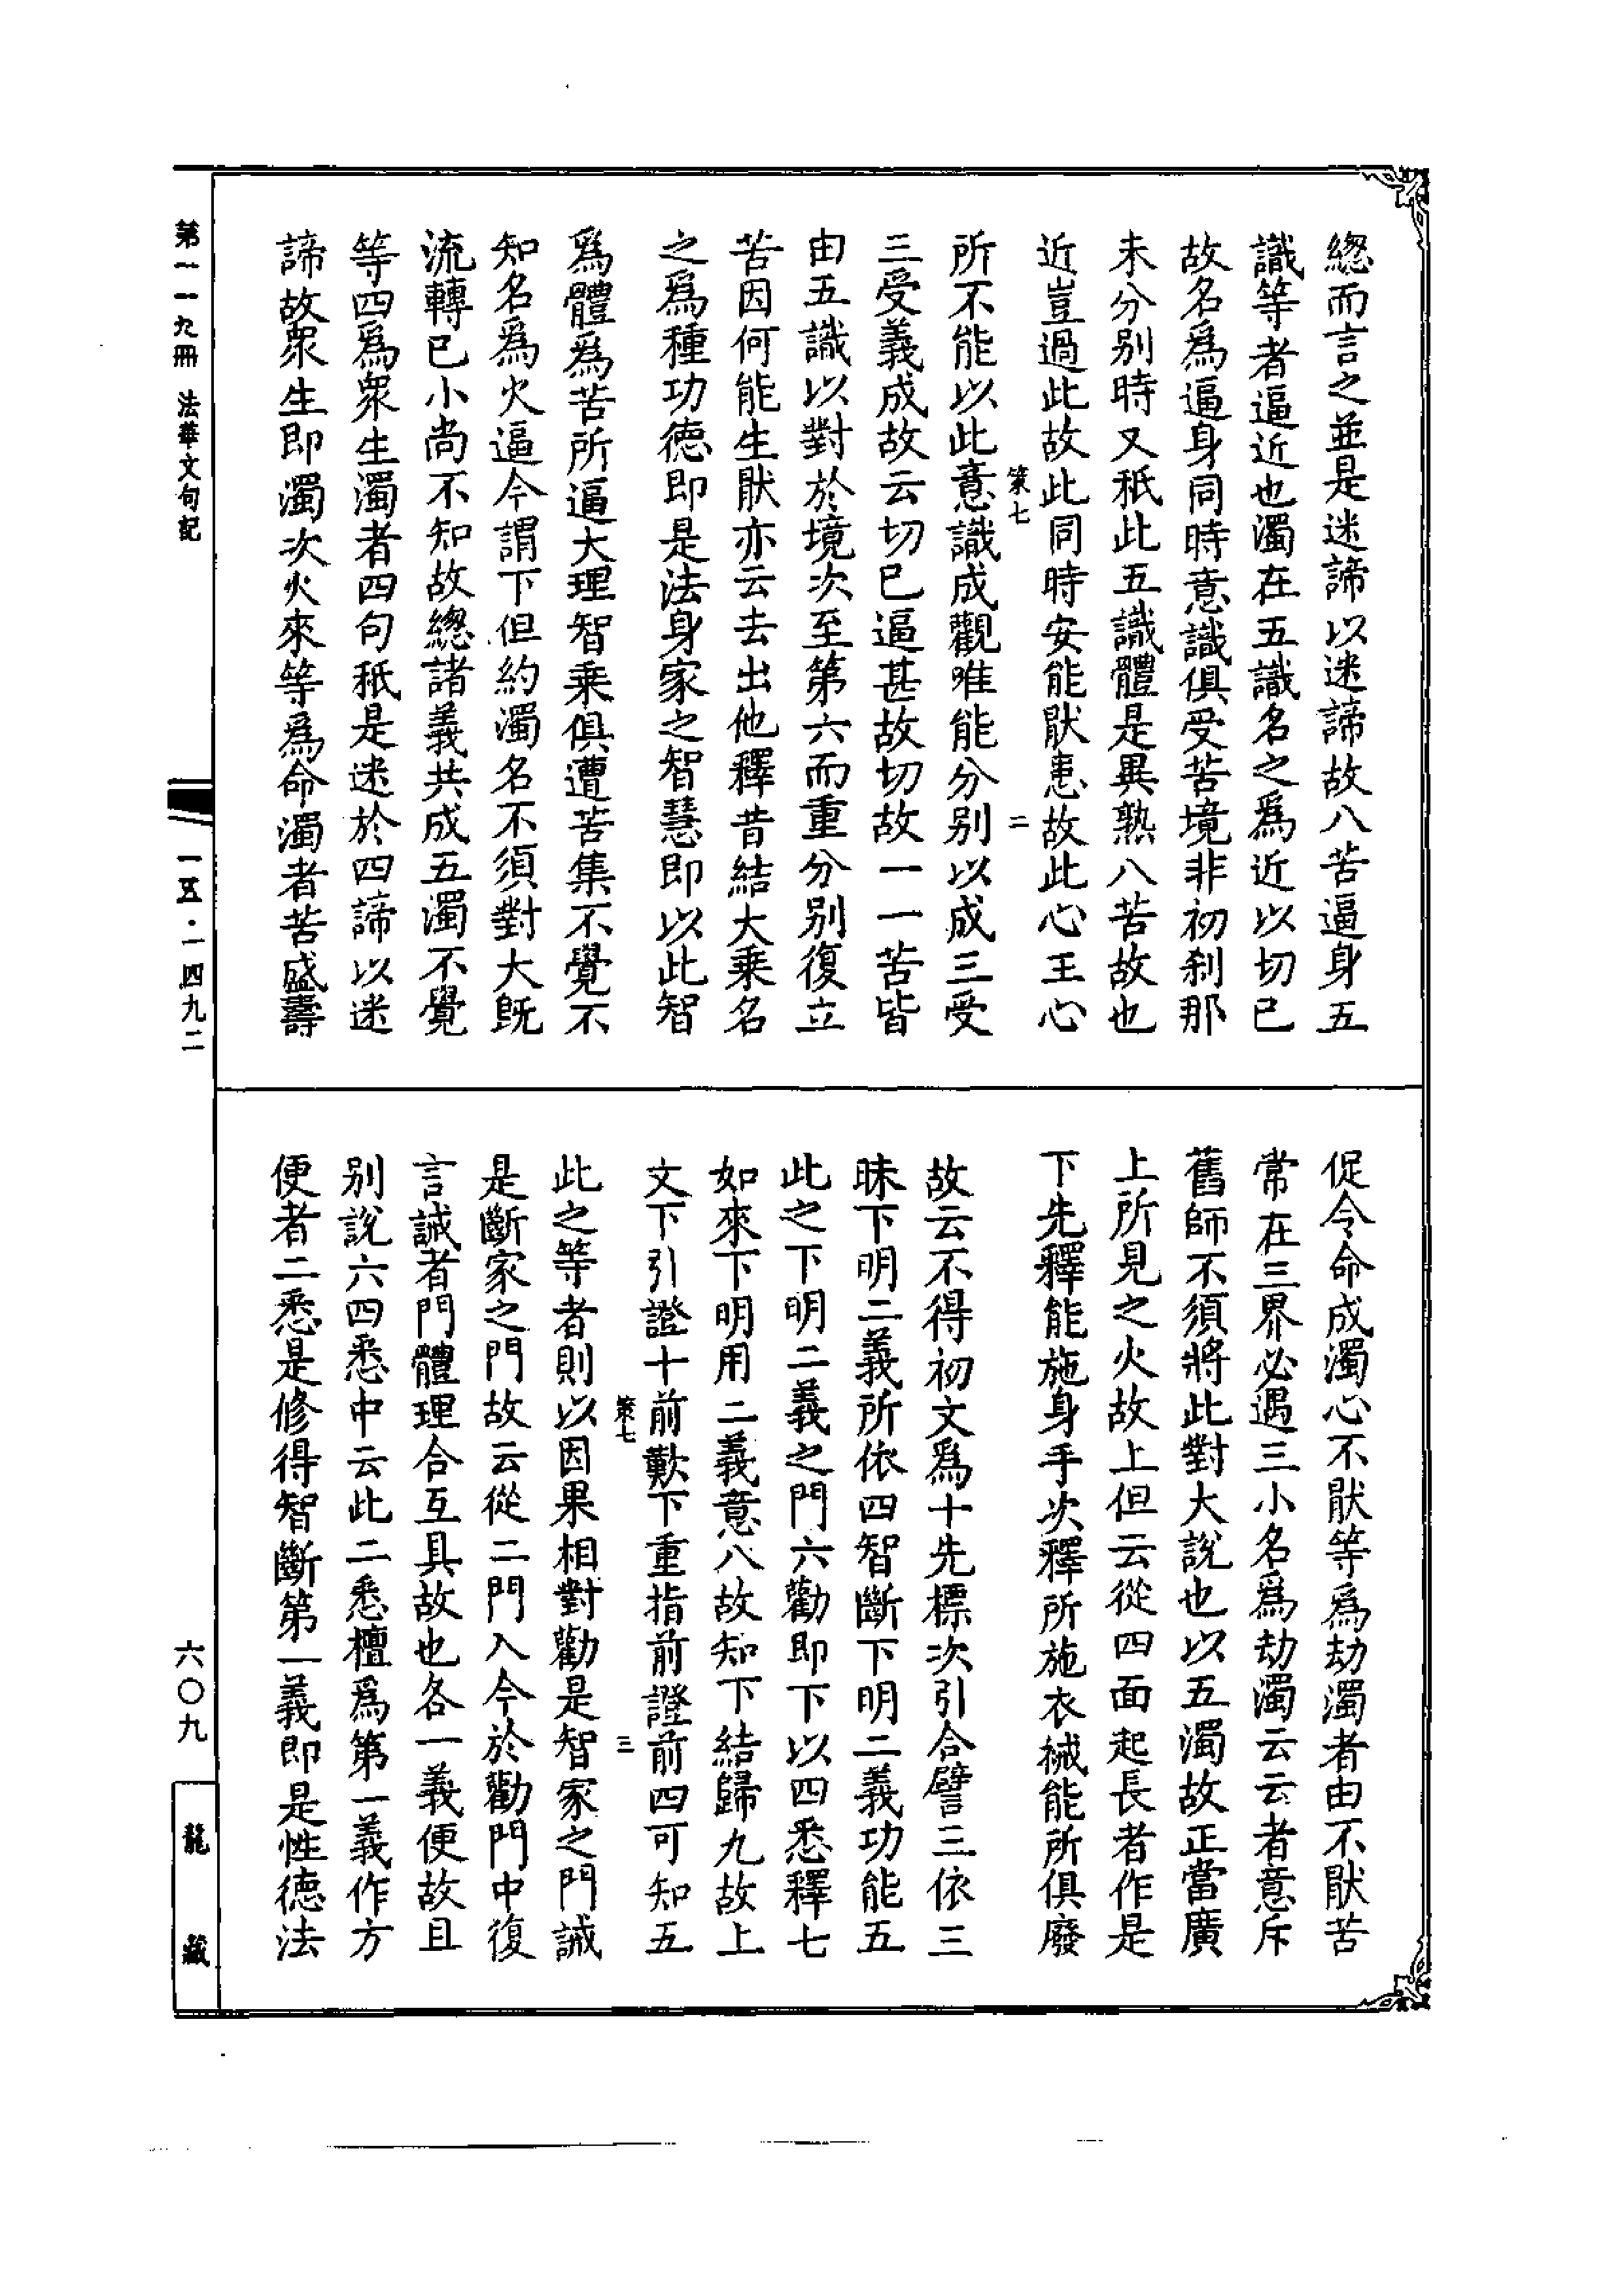 總而言之並是迷諦以迷諦故八苦逼身五
識等者逼近也濁在五識名之爲近以切已
故名爲逼身同時意識俱受苦境非初刹那
未分別時又秖此五識體是異熟八苦故也
近豈過此故此同時安能猒患故此心王心
策七
二
所不能以此意識成觀唯能分別以成三受
三受義成故云切已逼甚故切故一一苦皆
由五識以對於境次至第六而重分別復立
苦因何能生猒亦云去出他釋昔結大乘名
之爲種功德即是法身家之智慧即以此智
爲體爲苦所逼大理智乘俱遭苦集不覺不
知名爲火逼今謂下但約濁名不須對大旣
流轉已小尚不知故總諸義共成五濁不覺
等四爲衆生濁者四句秖是迷於四諦以迷
諦故衆生即濁次火來等爲命濁者苦盛壽
促令命成濁心不猒等爲劫濁者由不猒苦
常在三界必遇三小名爲劫濁云云者意斥
舊師不須將此對大說也以五濁故正當廣
上所見之火故上但云從四面起長者作是
下先釋能施身手次釋所施衣裓能所俱廢
故云不得初文爲十先標次引合譬三依三
昧下明二義所依四智斷下明二義功能五
此之下明二義之門六勸即下以四悉釋七
如來下明用二義意八故知下結歸九故上
文下引證十前歎下重指前證前四可知五
策七
三
此之等者則以因果相對勸是智家之門誡
是斷家之門故云從二門入今於勸門中復
言誡者門體理合互具故也各一義便故且
別說六四悉中云此二悉檀爲第一義作方
便者二悉是修得智斷第一義即是性德法
第一一九冊 法華文句記
一五·一四九二
六〇九
龍藏